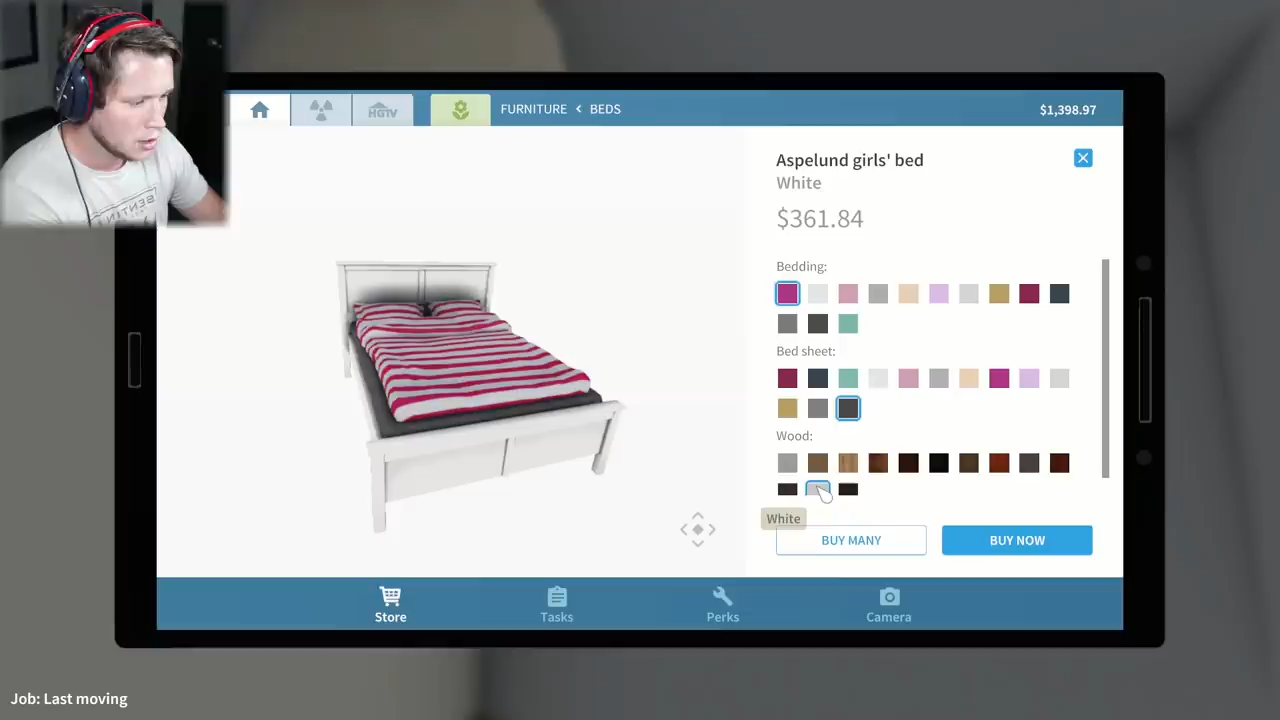 HGTV
FURNITURE < BEDS
$1,398.97
Aspelund girls' bed
White
$361.84
Bedding:
Bed sheet:
Wood:
White
BUY MANY
BUY NOW
Store
Tasks
Perks
Camera
Job: Last moving